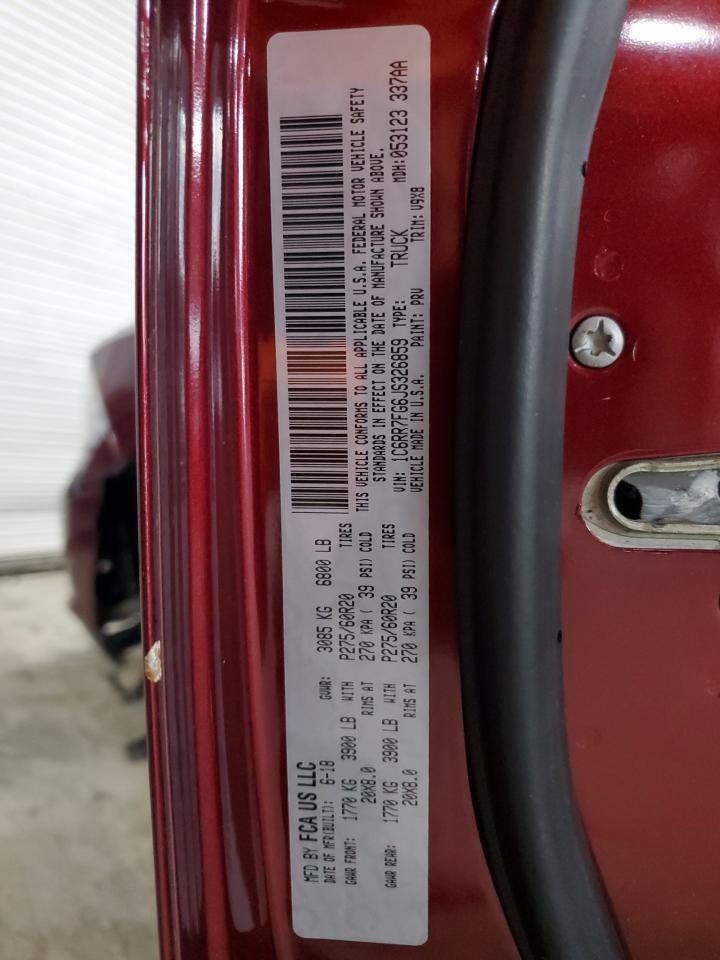 MFD BY FCA US LLC
DATE OF MFR(BUILT): 6-18 GVWR: 3085 KG 6800 LB
GAWR FRONT: 1770 KG 3900 LB WITH P275/60R20 TIRES
20X8.0 RIMS AT 270 KPA ( 39 PSI) COLD
GAWR REAR: 1770 KG 3900 LB WITH P275/60R20 TIRES
20X8.0 RIMS AT 270 KPA ( 39 PSI) COLD
THIS VEHICLE CONFORMS TO ALL APPLICABLE U.S.A. FEDERAL MOTOR VEHICLE SAFETY
STANDARDS IN EFFECT ON THE DATE OF MANUFACTURE SHOWN ABOVE.
VIN: 1C6RR7FG6JS326859 TYPE: TRUCK MDH: 053123 337AA
VEHICLE MADE IN U.S.A. PAINT: PRV TRIM: V9X8